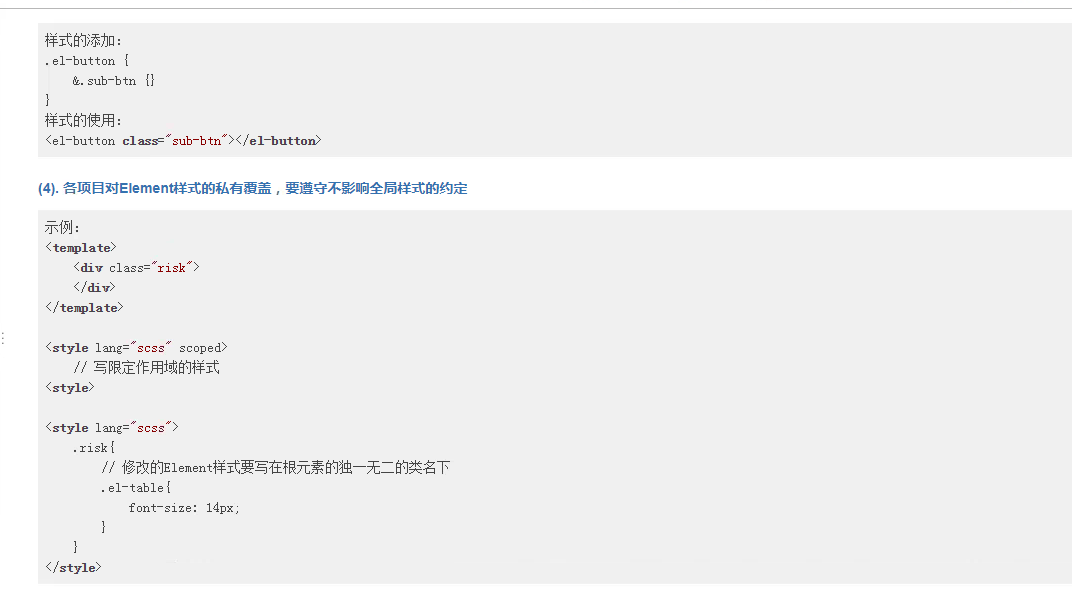 样式的添加：
.el-button {
    &.sub-btn {}
}
样式的使用：
<el-button class="sub-btn"></el-button>
(4). 各项目对Element样式的私有覆盖，要遵守不影响全局样式的约定
示例：
<template>
    <div class="risk">
    </div>
</template>
<style lang="scss" scoped>
    // 写限定作用域的样式
<style>
<style lang="scss">
    .risk{
        // 修改的Element样式要写在根元素的独一无二的类名下
        .el-table{
            font-size: 14px;
        }
    }
</style>